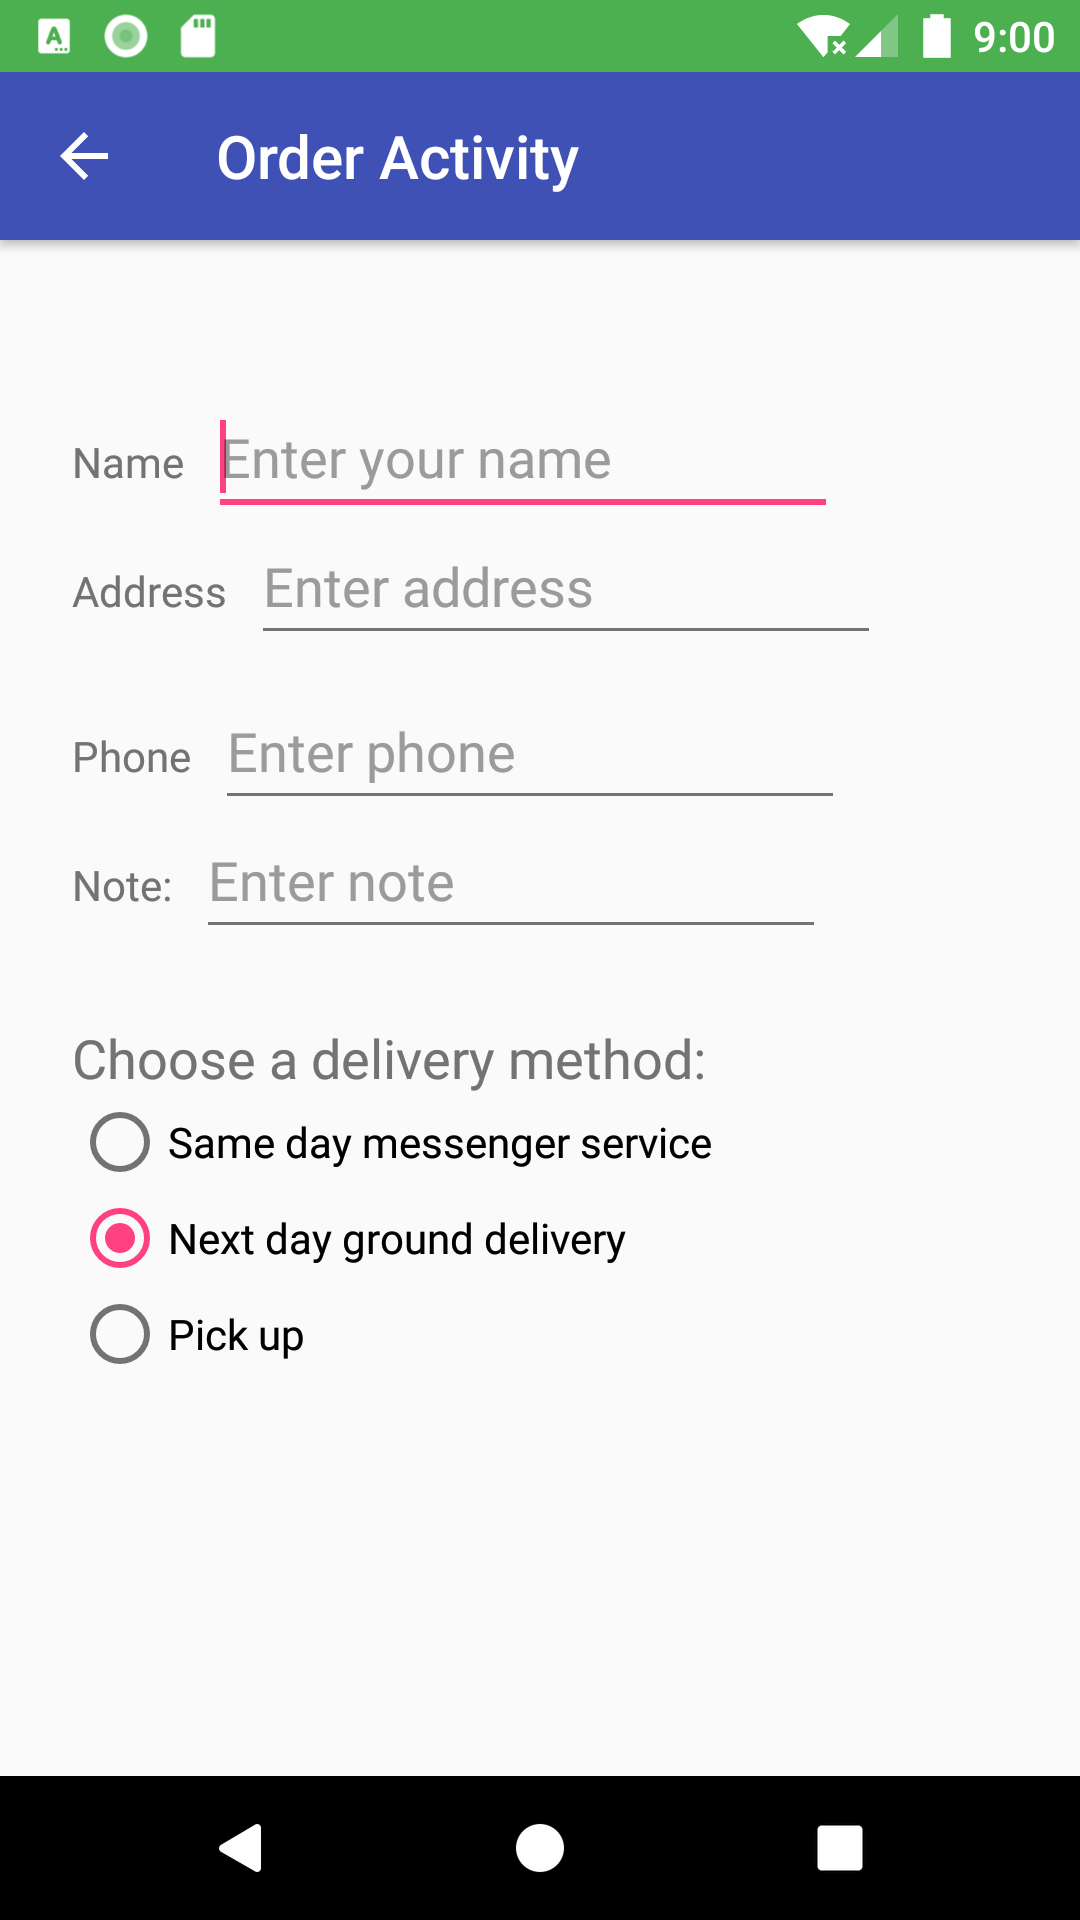 9:00
Order Activity
Name Enter your name
Address Enter address
Phone Enter phone
Note: Enter note
Choose a delivery method:
Same day messenger service
Next day ground delivery
Pick up